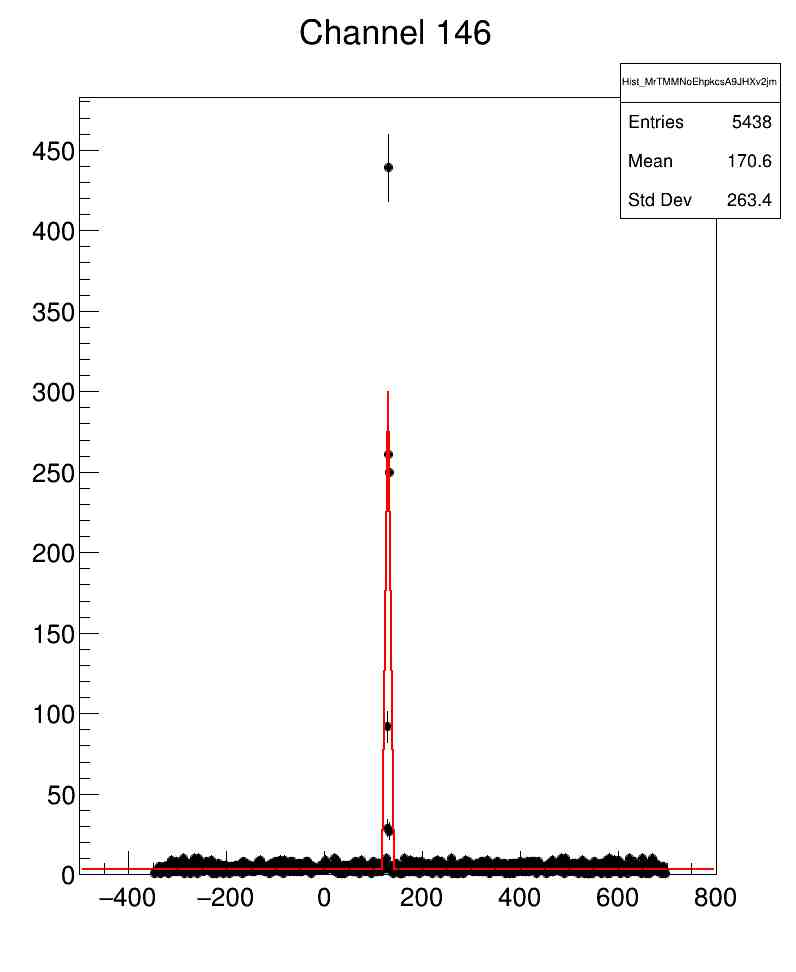 Channel 146
Hist_MrTMMNoEhpkcsA9JHXv2jm
Entries 5438
Mean 170.6
Std Dev 263.4
450
400
350
300
250
200
150
100
50
0
−400 −200 0 200 400 600 800